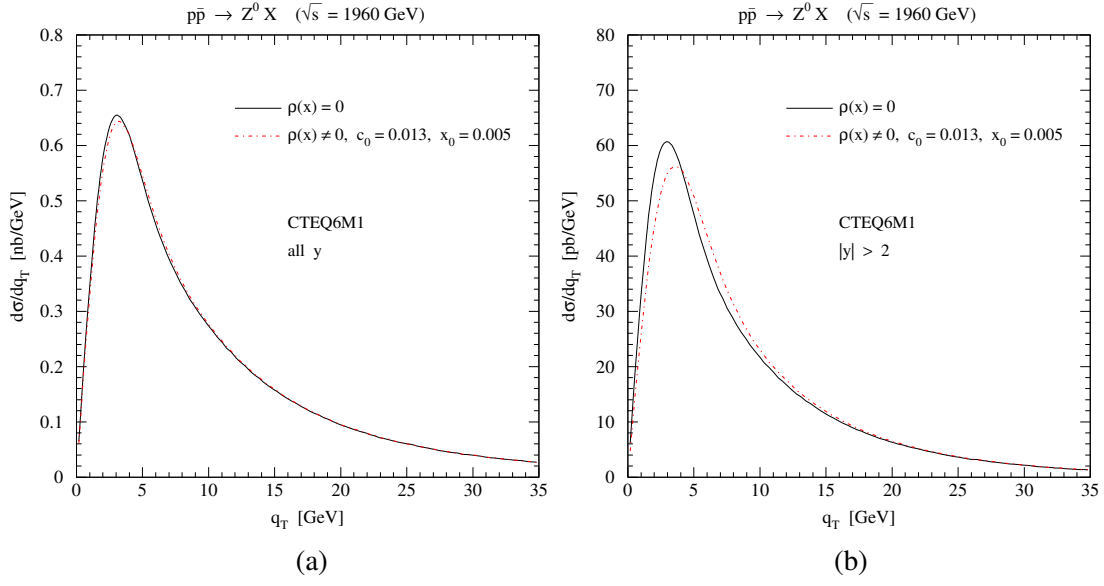 pp̄ → Z⁰ X (√s = 1960 GeV)
0.8
0.7
0.6
0.5
0.4
0.3
0.2
0.1
0
dσ/dq_T [nb/GeV]
ρ(x) = 0
ρ(x) ≠ 0, c₀ = 0.013, x₀ = 0.005
CTEQ6M1
all y
0 5 10 15 20 25 30 35
q_T [GeV]
(a)
pp̄ → Z⁰ X (√s = 1960 GeV)
80
70
60
50
40
30
20
10
0
dσ/dq_T [pb/GeV]
ρ(x) = 0
ρ(x) ≠ 0, c₀ = 0.013, x₀ = 0.005
CTEQ6M1
|y| > 2
0 5 10 15 20 25 30 35
q_T [GeV]
(b)